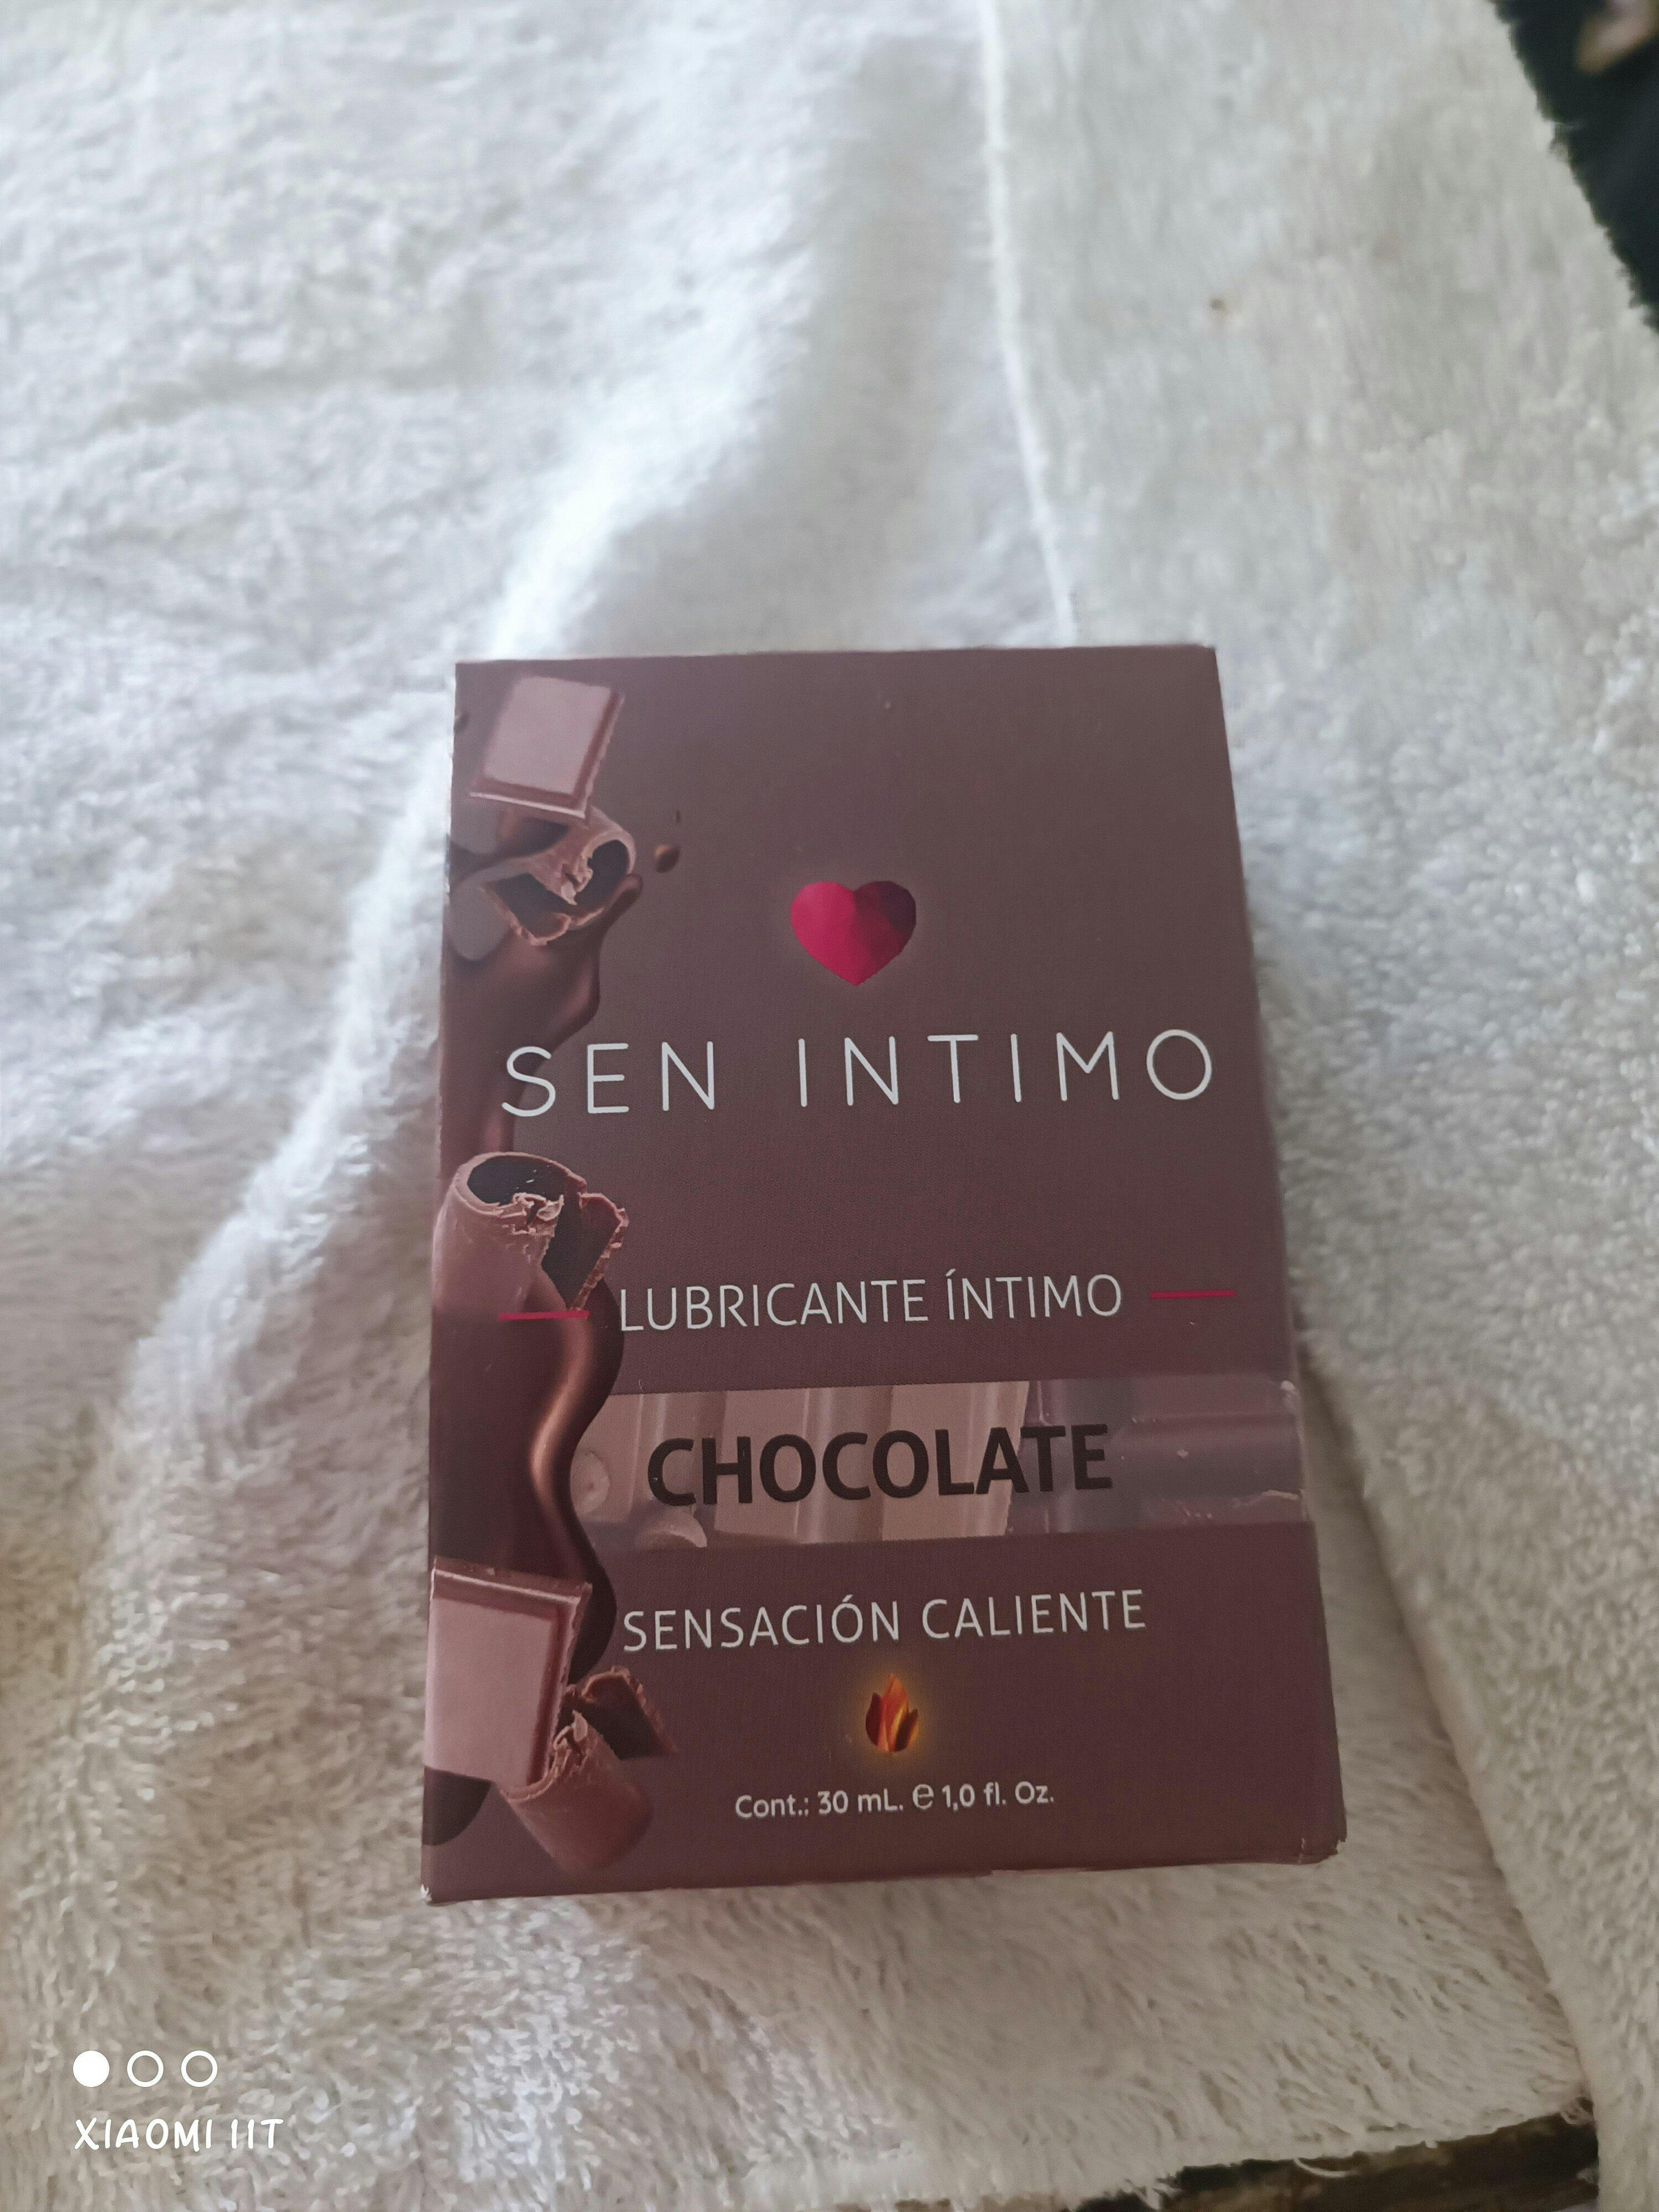 SEN INTIMO
LUBRICANTE ÍNTIMO
CHOCOLATE
SENSACIÓN CALIENTE
Cont.: 30 mL. ℮ 1,0 fl. Oz.
XIAOMI 11T